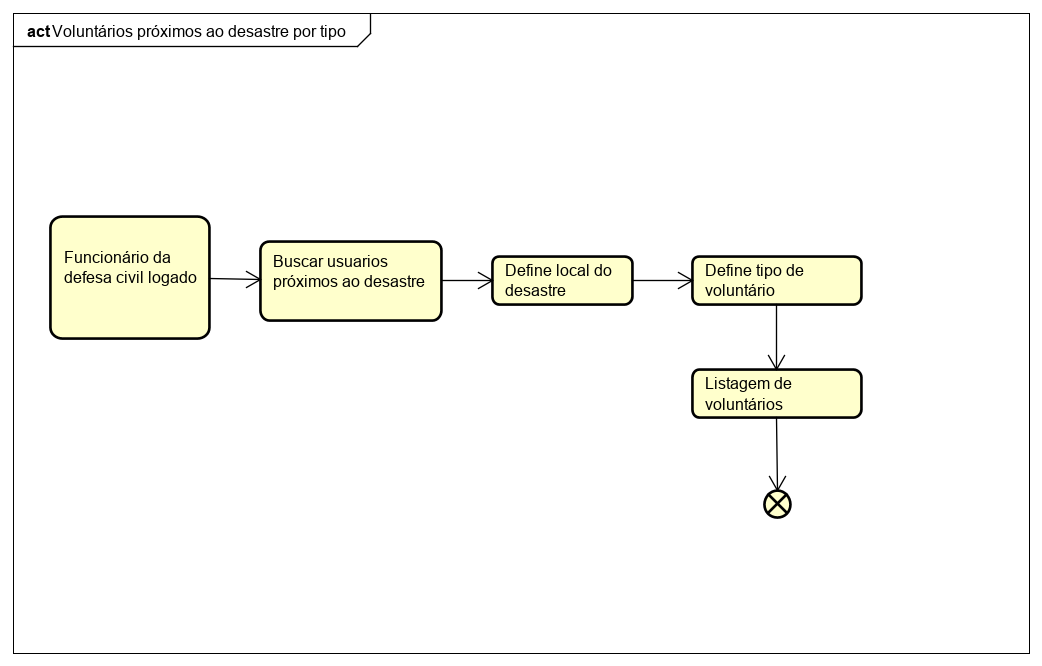 act Voluntários próximos ao desastre por tipo
Funcionário da
defesa civil logado
Buscar usuarios
próximos ao desastre
Define local do
desastre
Define tipo de
voluntário
Listagem de
voluntários